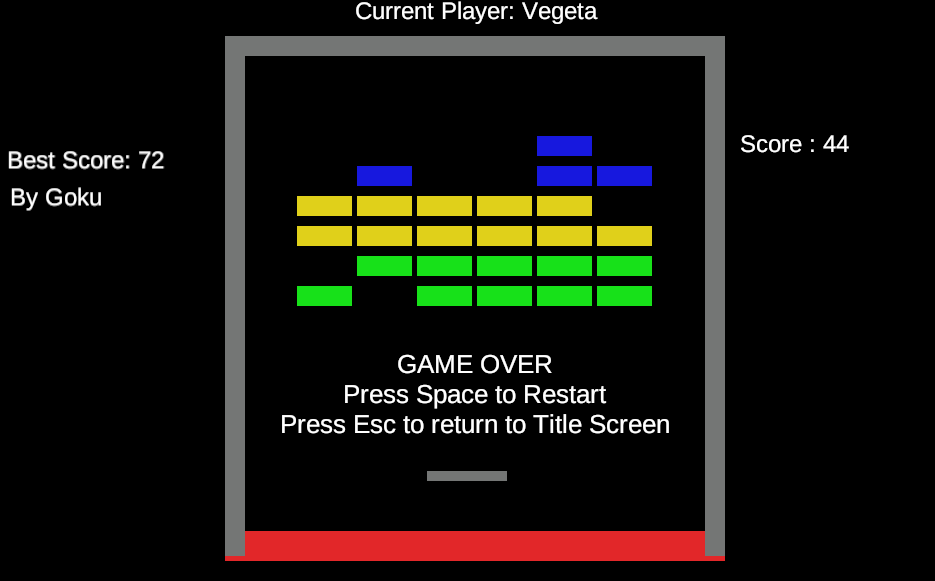 Current Player: Vegeta
Best Score: 72
By Goku
Score : 44
GAME OVER
Press Space to Restart
Press Esc to return to Title Screen